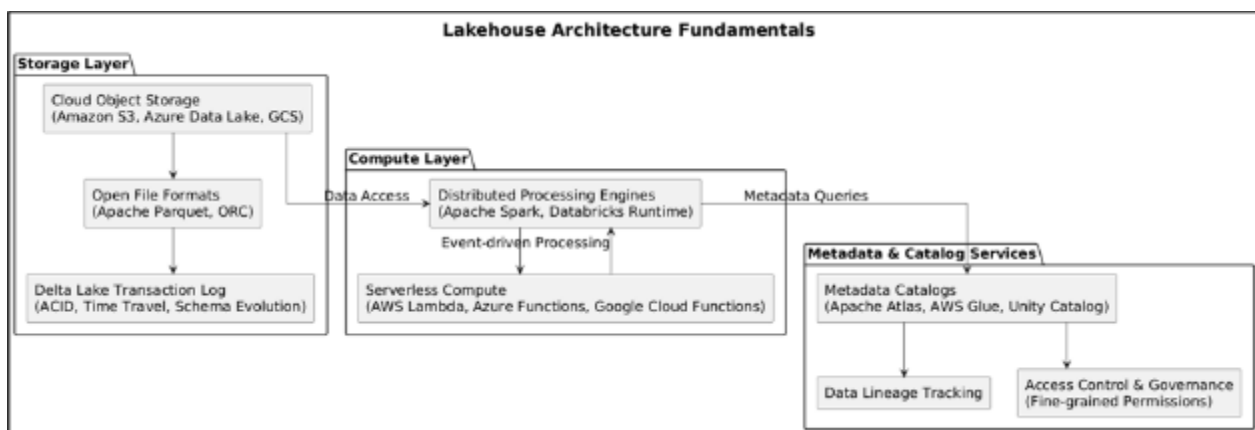 Lakehouse Architecture Fundamentals
Storage Layer
Cloud Object Storage
(Amazon S3, Azure Data Lake, GCS)
Open File Formats
(Apache Parquet, ORC)
Delta Lake Transaction Log
(ACID, Time Travel, Schema Evolution)
Data Access
Compute Layer
Distributed Processing Engines
(Apache Spark, Databricks Runtime)
Event-driven Processing
Serverless Compute
(AWS Lambda, Azure Functions, Google Cloud Functions)
Metadata Queries
Metadata & Catalog Services
Metadata Catalogs
(Apache Atlas, AWS Glue, Unity Catalog)
Data Lineage Tracking
Access Control & Governance
(Fine-grained Permissions)